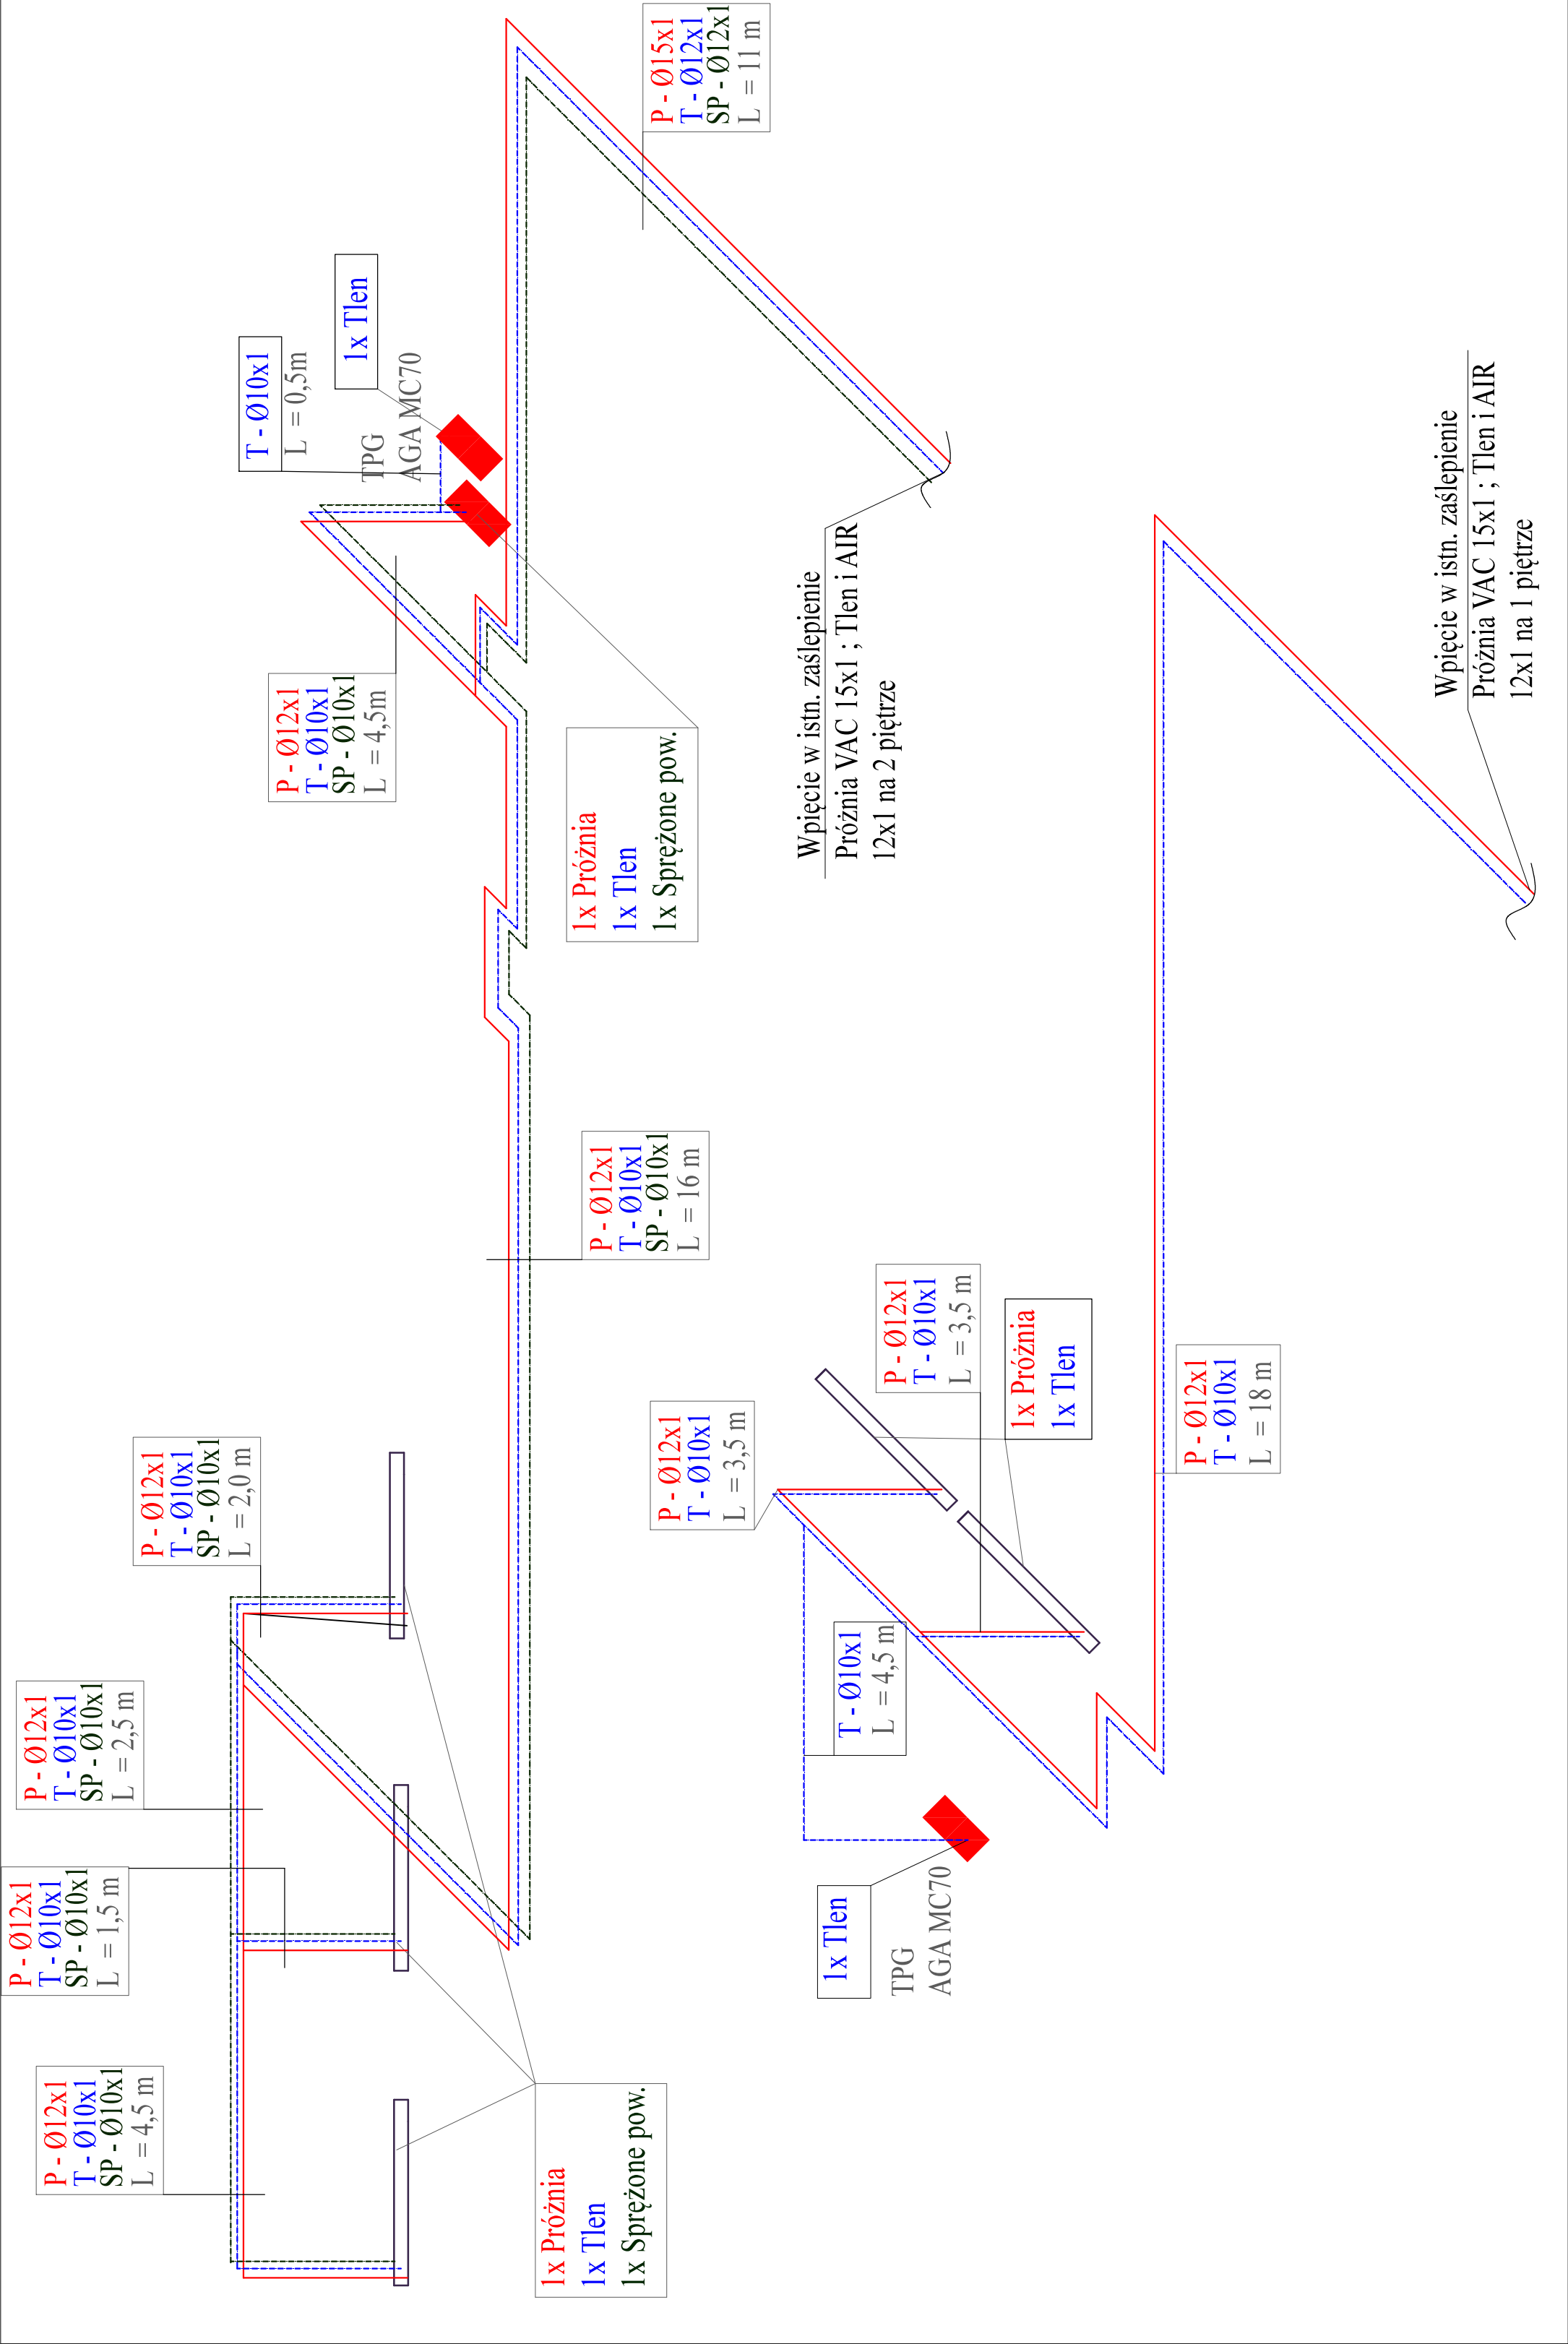 P - Ø12x1
T - Ø10x1
SP - Ø10x1
L = 4,5 m
P - Ø12x1
T - Ø10x1
SP - Ø10x1
L = 1,5 m
P - Ø12x1
T - Ø10x1
SP - Ø10x1
L = 2,5 m
P - Ø12x1
T - Ø10x1
SP - Ø10x1
L = 2,0 m
1x Próżnia
1x Tlen
1x Sprężone pow.
P - Ø12x1
T - Ø10x1
SP - Ø10x1
L = 16 m
P - Ø12x1
T - Ø10x1
SP - Ø10x1
L = 4,5m
T - Ø10x1
L = 0,5m
1x Tlen
TPG
AGA MC70
1x Próżnia
1x Tlen
1x Sprężone pow.
P - Ø15x1
T - Ø12x1
SP - Ø12x1
L = 11 m
Wpięcie w istn. zaślepienie
Próżnia VAC 15x1 ; Tlen i AIR
12x1 na 2 piętrze
1x Tlen
TPG
AGA MC70
T - Ø10x1
L = 4,5 m
P - Ø12x1
T - Ø10x1
L = 3,5 m
P - Ø12x1
T - Ø10x1
L = 3,5 m
1x Próżnia
1x Tlen
P - Ø12x1
T - Ø10x1
L = 18 m
Wpięcie w istn. zaślepienie
Próżnia VAC 15x1 ; Tlen i AIR
12x1 na 1 piętrze